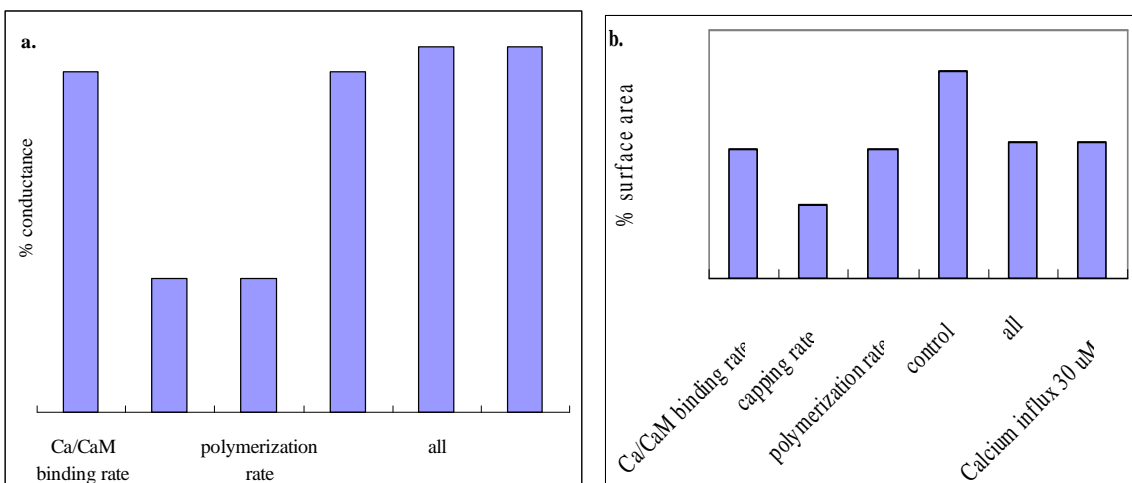 a.
% conductance
Ca/CaM
binding rate
polymerization
rate
all
b.
% surface area
Ca/CaM binding rate
capping rate
polymerization rate
control
all
Calcium influx 30 uM